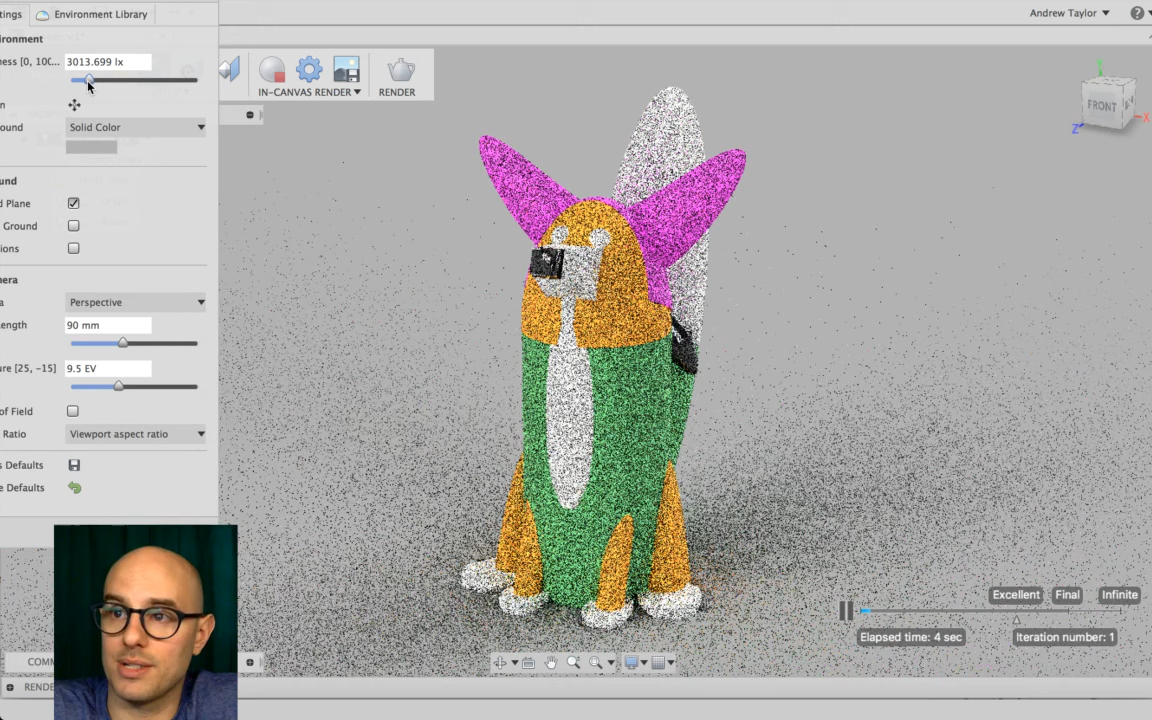 tings
Environment Library
Andrew Taylor
?
ironment
ness [0, 10C... 3013.699 lx
n
ound Solid Color
und
d Plane
Ground
ions
nera
a Perspective
ength 90 mm
ure [25, -15] 9.5 EV
of Field
Ratio Viewport aspect ratio
s Defaults
e Defaults
IN-CANVAS RENDER
RENDER
Y
FRONT
X
Z
Excellent Final Infinite
Elapsed time: 4 sec Iteration number: 1
COMM
RENDE